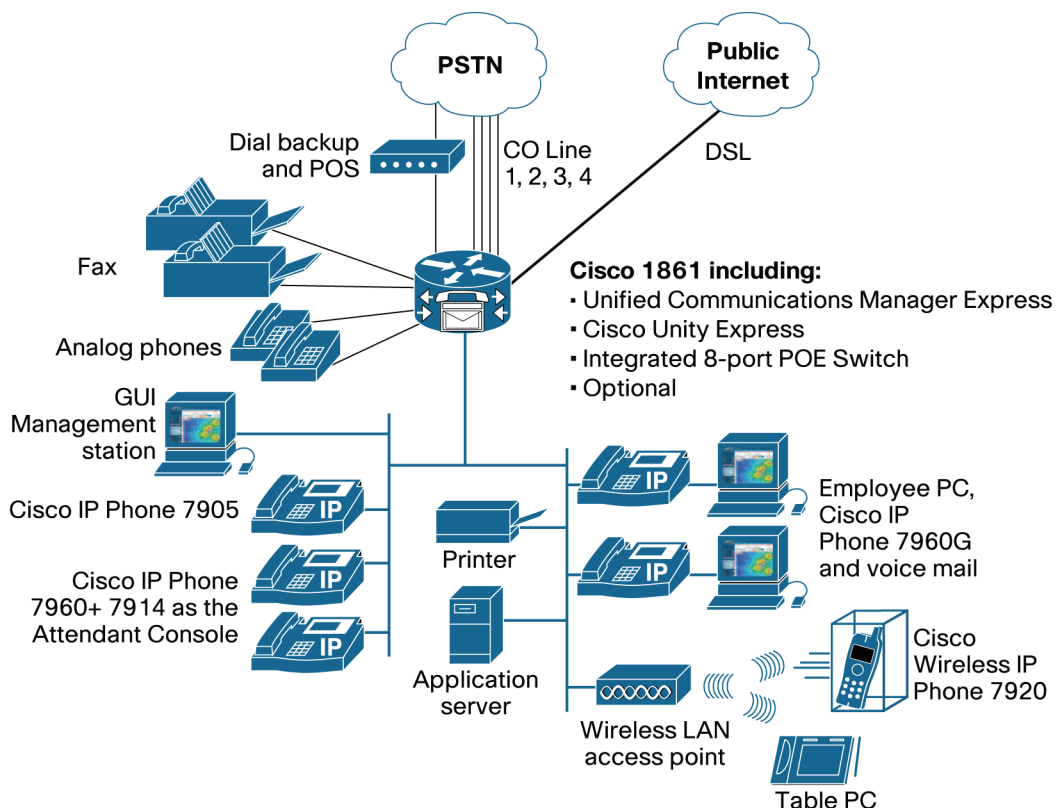 PSTN
Public
Internet
Dial backup
and POS
CO Line
1, 2, 3, 4
DSL
Fax
Cisco 1861 including:
▪ Unified Communications Manager Express
▪ Cisco Unity Express
▪ Integrated 8-port POE Switch
▪ Optional
Analog phones
GUI
Management
station
Cisco IP Phone 7905
IP
Cisco IP Phone
7960+ 7914 as the
Attendant Console
IP
IP
Printer
Application
server
IP
IP
Employee PC,
Cisco IP
Phone 7960G
and voice mail
Wireless LAN
access point
Cisco
Wireless IP
Phone 7920
Table PC